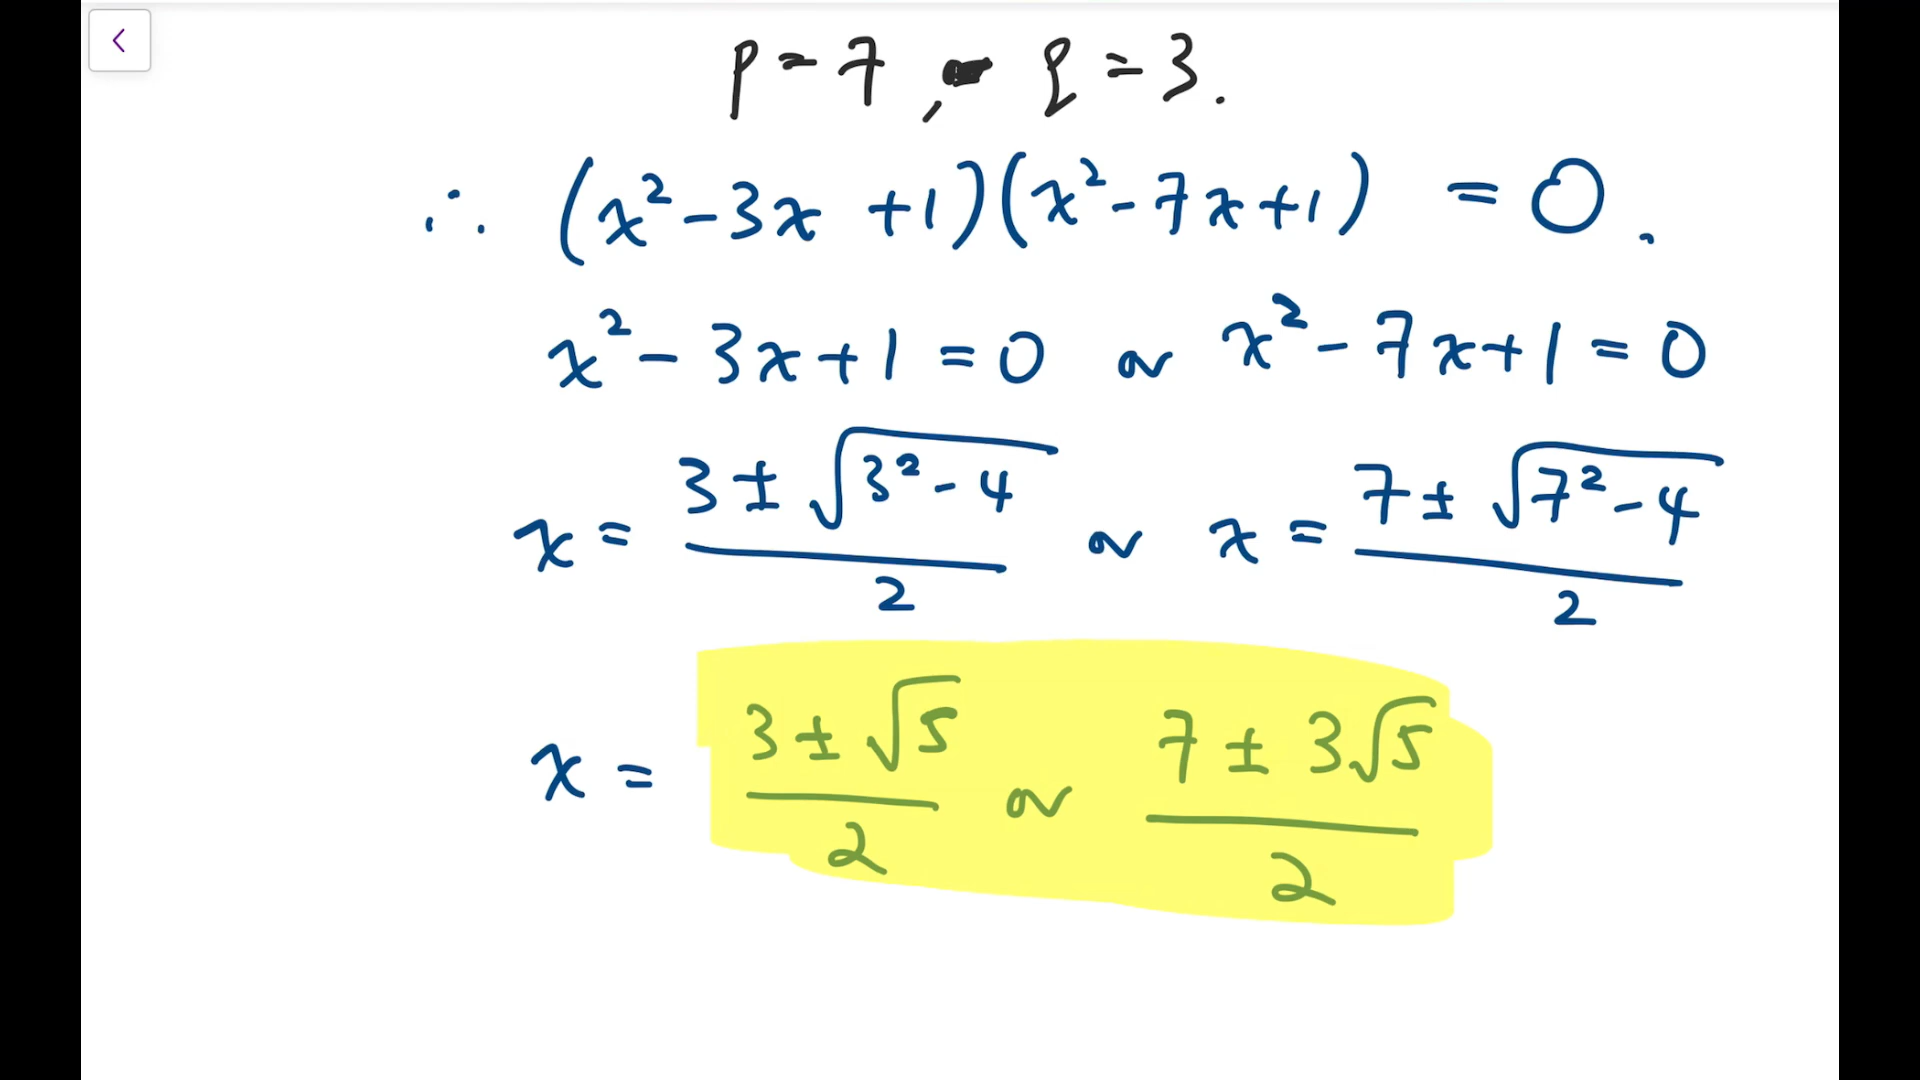 p = 7 , q = 3 .
∴ (x² - 3x + 1)(x² - 7x + 1) = 0 .
x² - 3x + 1 = 0 or x² - 7x + 1 = 0
x = (3 ± √(3² - 4))/2 or x = (7 ± √(7² - 4))/2
x = (3 ± √5)/2 or (7 ± 3√5)/2